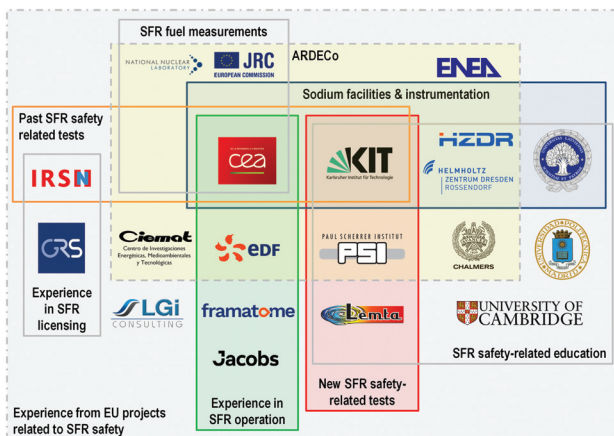 SFR fuel measurements
NATIONAL NUCLEAR
LABORATORY
JRC
EUROPEAN COMMISSION
ARDECo
ENEA
Sodium facilities & instrumentation
Past SFR safety
related tests
IRSN
cea
KIT
Karlsruher Institut für Technologie
HZDR
HELMHOLTZ
ZENTRUM DRESDEN
ROSSENDORF
GRS
Experience
in SFR
licensing
Ciemat
Centro de Investigaciones
Energéticas, Medioambientales
y Tecnológicas
eDF
PAUL SCHERRER INSTITUT
PSI
CHALMERS
LGi
CONSULTING
framatome
Lemta
UNIVERSITY OF
CAMBRIDGE
Jacobs
SFR safety-related education
Experience in
SFR operation
New SFR safety-
related tests
Experience from EU projects
related to SFR safety